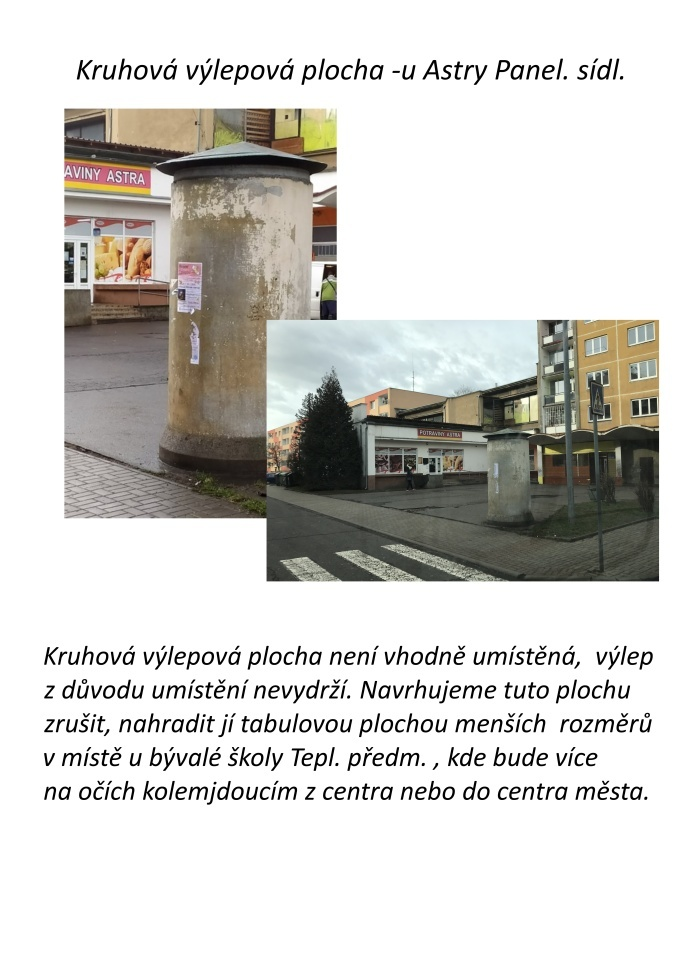 Kruhová výlepová plocha -u Astry Panel. sídl.
AVINY ASTRA
POTRAVINY ASTRA
Kruhová výlepová plocha není vhodně umístěná,  výlep
z důvodu umístění nevydrží. Navrhujeme tuto plochu
zrušit, nahradit jí tabulovou plochou menších  rozměrů
v místě u bývalé školy Tepl. předm. , kde bude více
na očích kolemjdoucím z centra nebo do centra města.